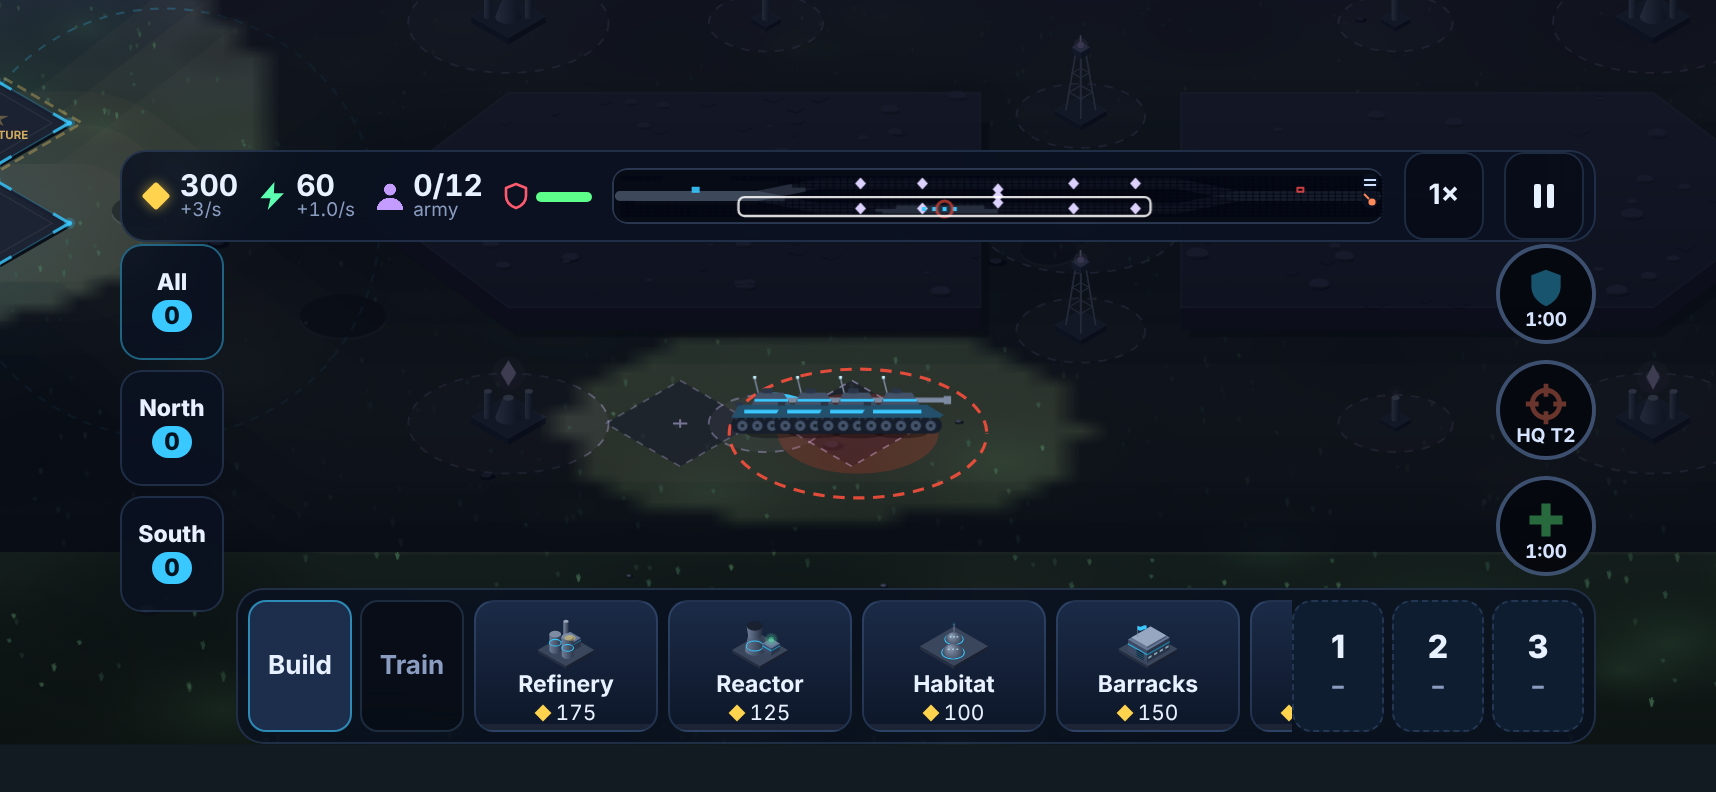 TURE
300
+3/s
60
+1.0/s
0/12
army
1×
All
0
North
0
South
0
1:00
HQ T2
1:00
Build
Train
Refinery
175
Reactor
125
Habitat
100
Barracks
150
1
-
2
-
3
-